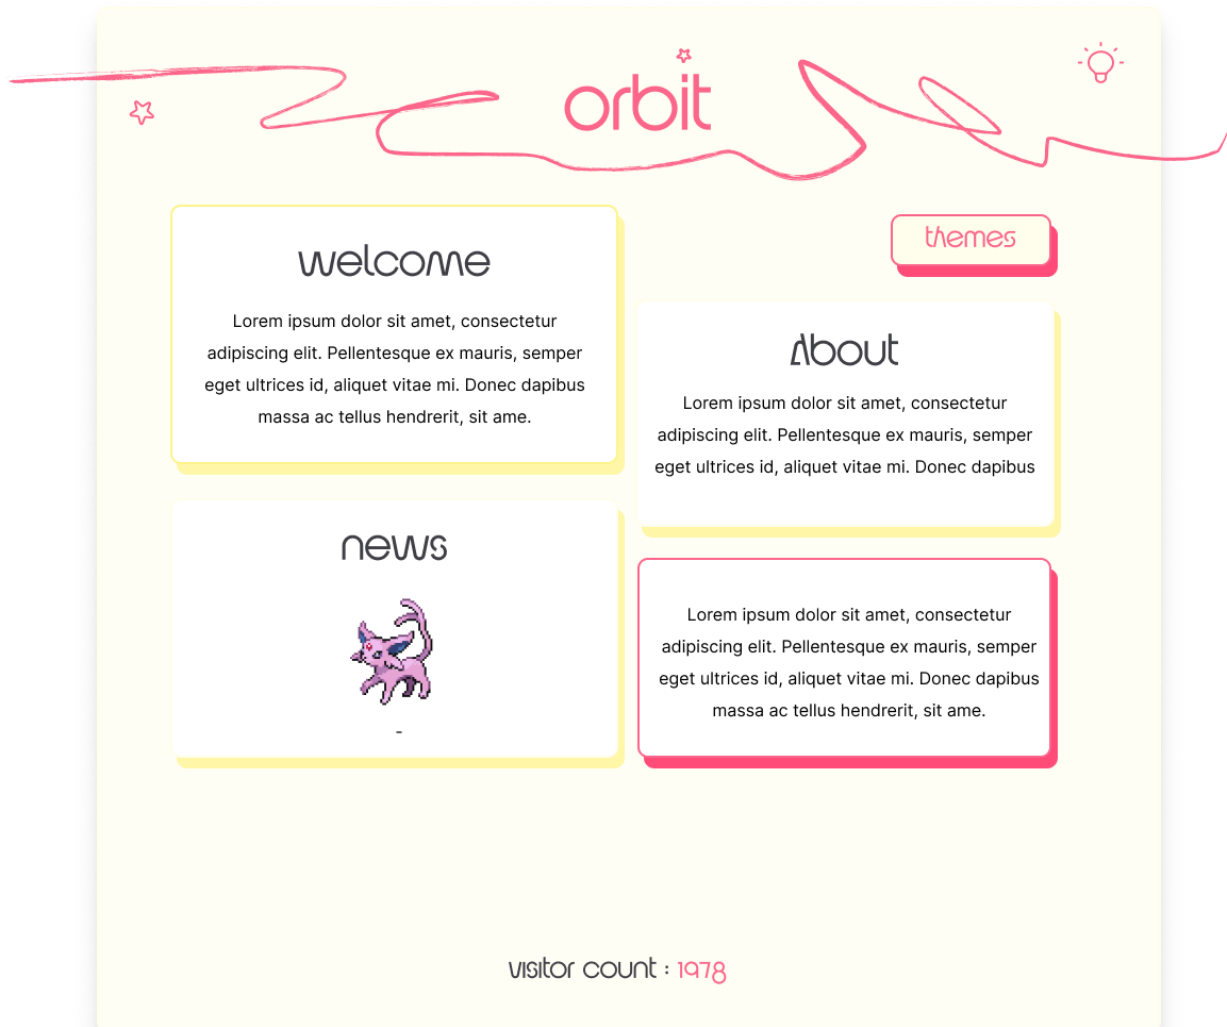 orbit
welcome
Lorem ipsum dolor sit amet, consectetur
adipiscing elit. Pellentesque ex mauris, semper
eget ultrices id, aliquet vitae mi. Donec dapibus
massa ac tellus hendrerit, sit ame.
themes
About
Lorem ipsum dolor sit amet, consectetur
adipiscing elit. Pellentesque ex mauris, semper
eget ultrices id, aliquet vitae mi. Donec dapibus
news
-
Lorem ipsum dolor sit amet, consectetur
adipiscing elit. Pellentesque ex mauris, semper
eget ultrices id, aliquet vitae mi. Donec dapibus
massa ac tellus hendrerit, sit ame.
visitor count : 1978